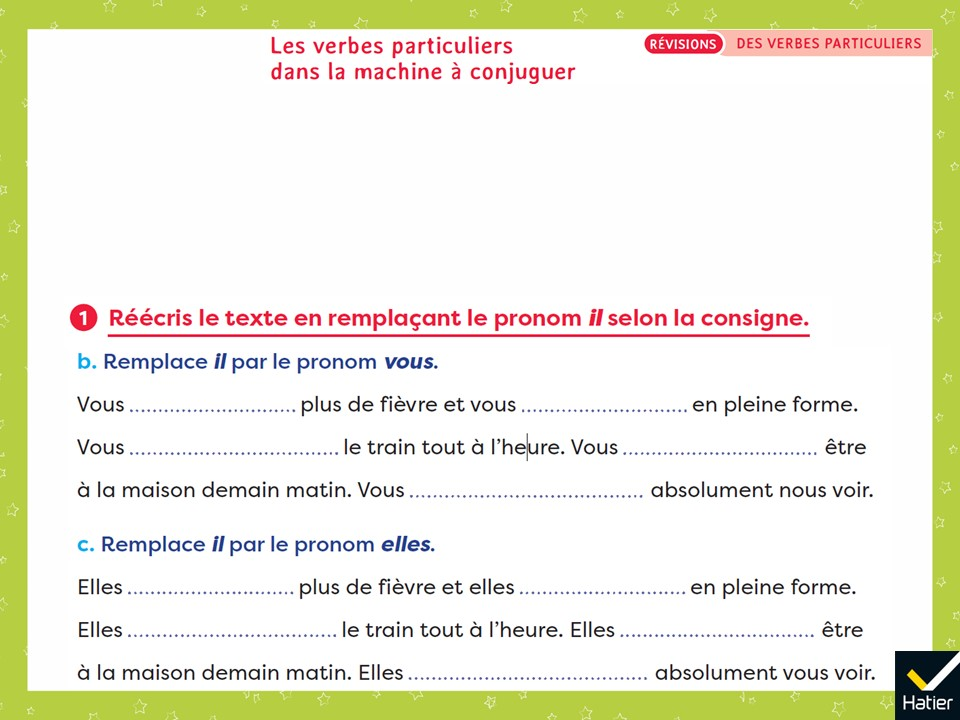 Les verbes particuliers
dans la machine à conjuguer
RÉVISIONS DES VERBES PARTICULIERS
1 Réécris le texte en remplaçant le pronom il selon la consigne.
b. Remplace il par le pronom vous.
Vous ............................. plus de fièvre et vous ............................. en pleine forme.
Vous .................................... le train tout à l’heure. Vous .................................. être
à la maison demain matin. Vous ........................................ absolument nous voir.
c. Remplace il par le pronom elles.
Elles ............................. plus de fièvre et elles ............................. en pleine forme.
Elles .................................... le train tout à l’heure. Elles .................................. être
à la maison demain matin. Elles ......................................... absolument vous voir.
Hatier